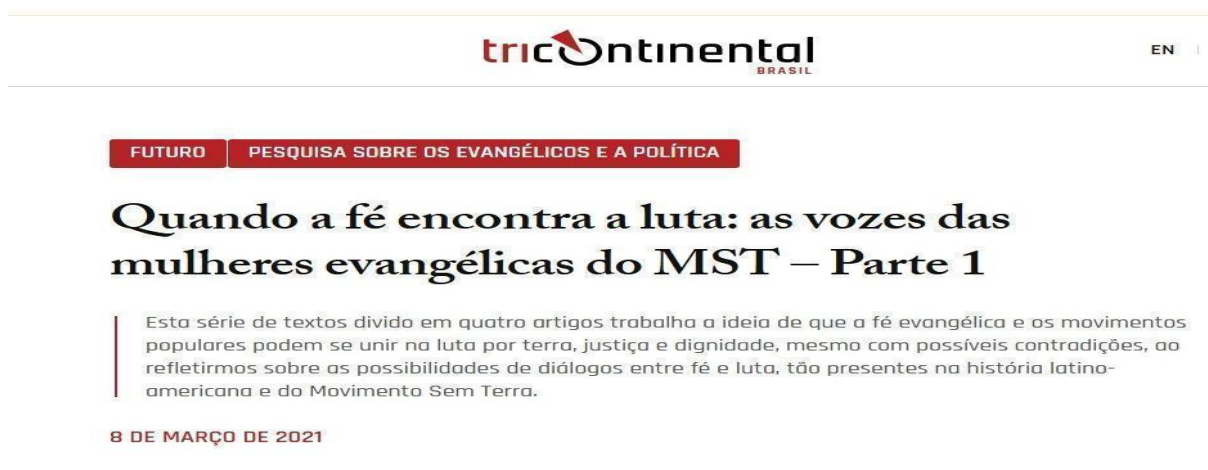 tricontinental
BRASIL
EN
FUTURO
PESQUISA SOBRE OS EVANGÉLICOS E A POLÍTICA
Quando a fé encontra a luta: as vozes das
mulheres evangélicas do MST – Parte 1
Esta série de textos divido em quatro artigos trabalha a ideia de que a fé evangélica e os movimentos
populares podem se unir na luta por terra, justiça e dignidade, mesmo com possíveis contradições, ao
refletirmos sobre as possibilidades de diálogos entre fé e luta, tão presentes na história latino-
americana e do Movimento Sem Terra.
8 DE MARÇO DE 2021